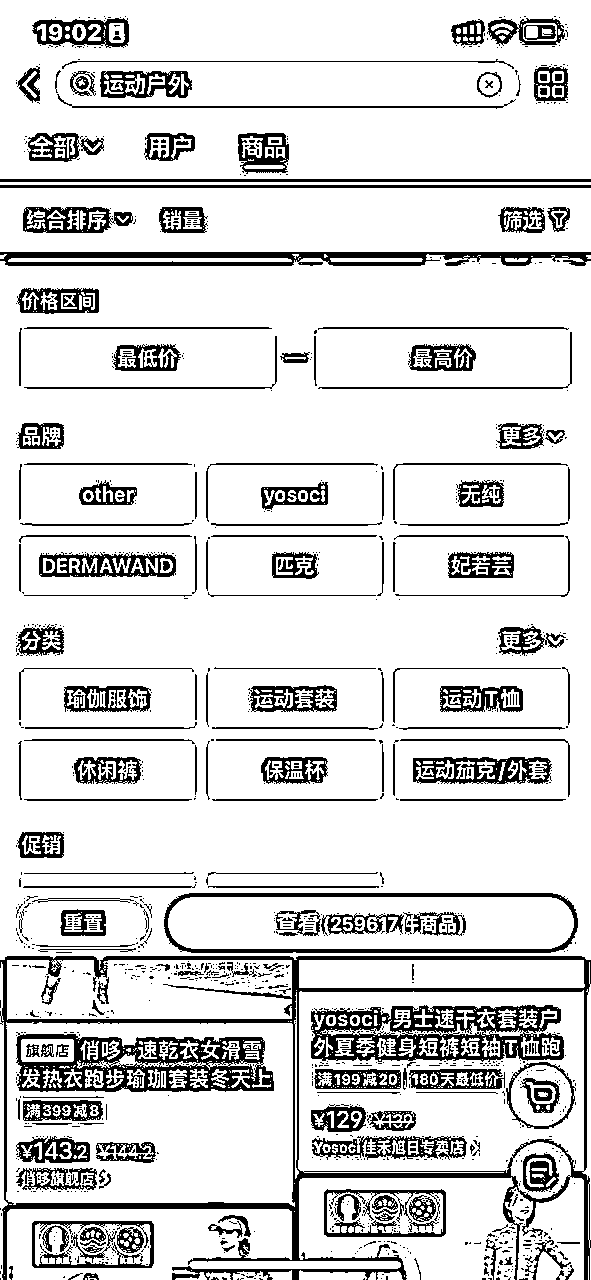 19:02
运动户外
全部 用户 商品
综合排序 销量 筛选
价格区间
最低价 — 最高价
品牌 更多
other yosoci 无纯
DERMAWAND 匹克 妃若芸
分类 更多
瑜伽服饰 运动套装 运动T恤
休闲裤 保温杯 运动茄克/外套
促销
重置 查看 (259617件商品)
旗舰店 俏哆·速乾衣女滑雪
发热衣跑步瑜珈套装冬天上
满399减8
¥143.2 ¥144.2
俏哆旗舰店
yosoci·男士速干衣套装户
外夏季健身短裤短袖T恤跑
满199减20 180天最低价
¥129 ¥139
Yosoci佳禾旭日专卖店